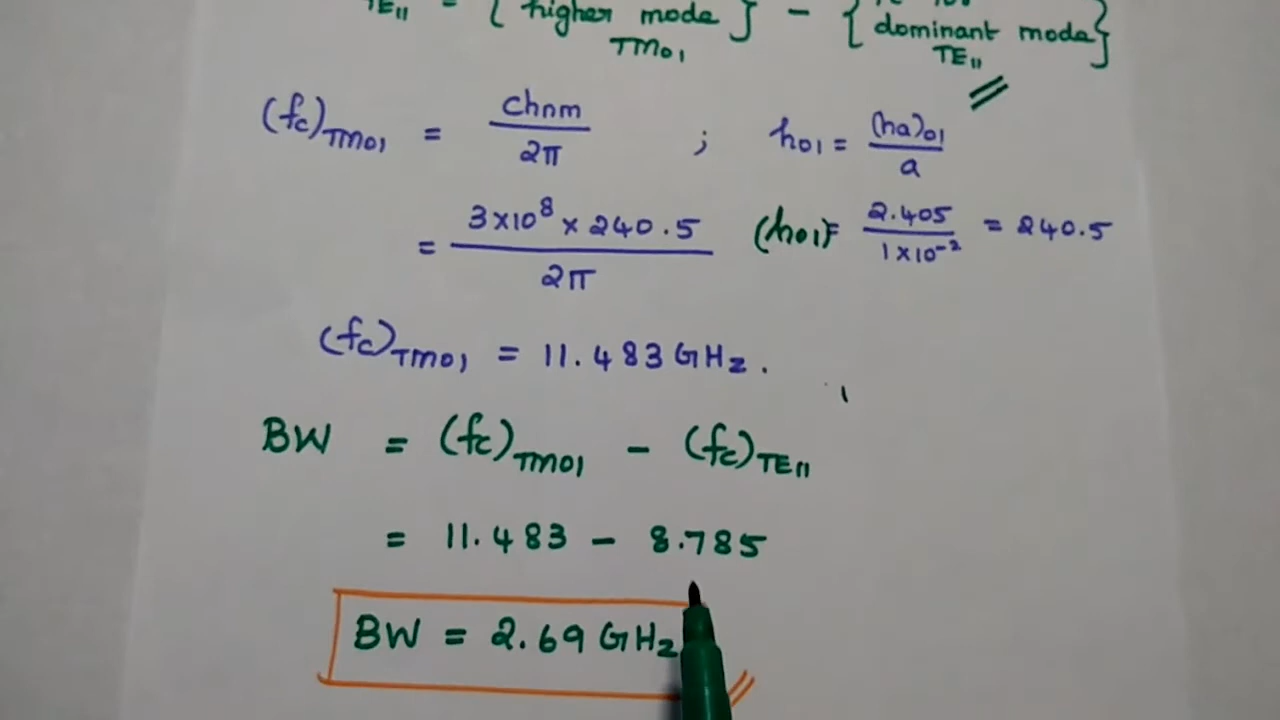 TE11 = { higher mode } - { dominant mode }
TM01 TE11
(fc)TM01 = chnm / 2π ; h01 = (ha)01 / a
= 3×10^8 × 240.5 / 2π (h01) = 2.405 / 1×10^-2 = 240.5
(fc)TM01 = 11.483 GHz.
BW = (fc)TM01 - (fc)TE11
= 11.483 - 8.785
BW = 2.69 GHz